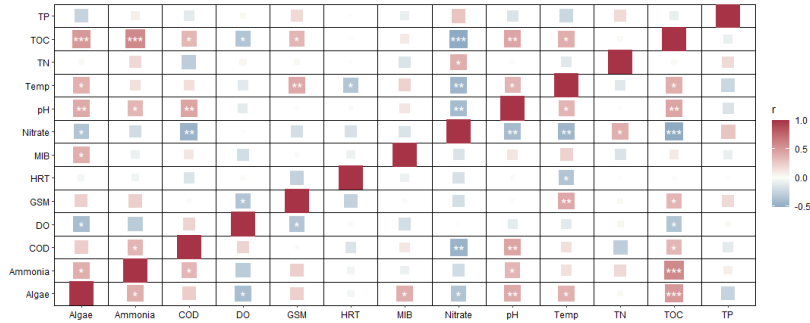 TP
TOC *** *** * * * *** ** *
TN *
Temp * ** * ** * *
pH ** * ** ** * **
Nitrate * ** ** ** * ***
MIB *
HRT *
GSM * ** *
DO * * *
COD * ** ** *
Ammonia * * * ***
Algae * * * * ** * ***
Algae Ammonia COD DO GSM HRT MIB Nitrate pH Temp TN TOC TP
r
1.0
0.5
0.0
-0.5